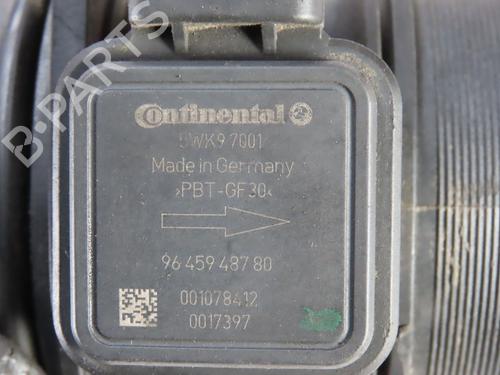 B-PARTS
Continental
5WK9 7001
Made in Germany
>PBT-GF30<
96 459 487 80
001078412
0017397